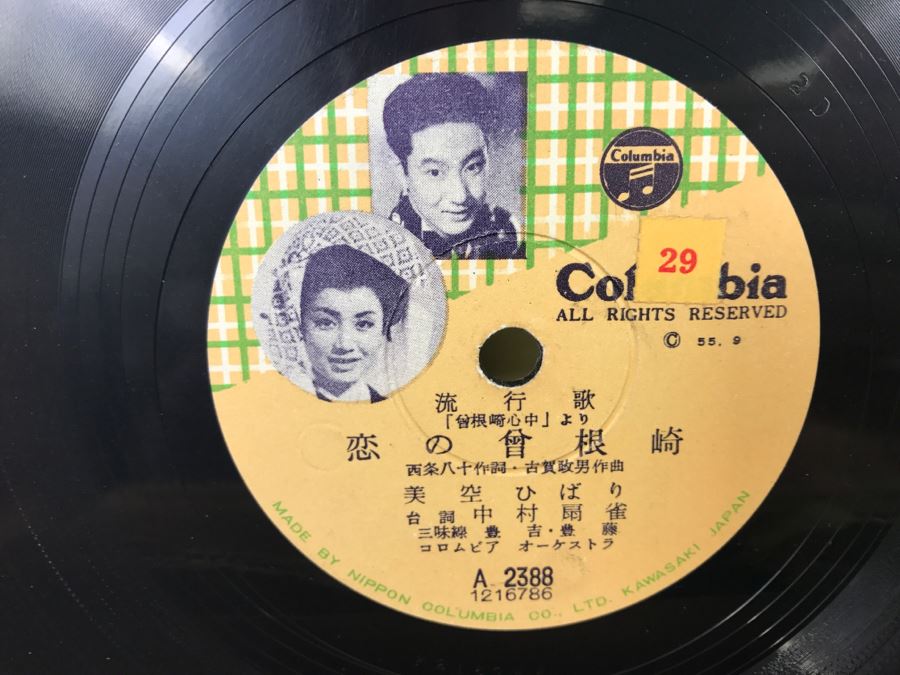 Columbia
29
Col bia
ALL RIGHTS RESERVED
© 55. 9
流行歌
「曾根崎心中」より
恋の曾根崎
西条八十作詞・古賀政男作曲
美空ひばり
台詞 中村扇雀
三味線 豊吉・豊藤
コロムビア オーケストラ
A 2388
1216786
MADE BY NIPPON COLUMBIA CO., LTD. KAWASAKI JAPAN